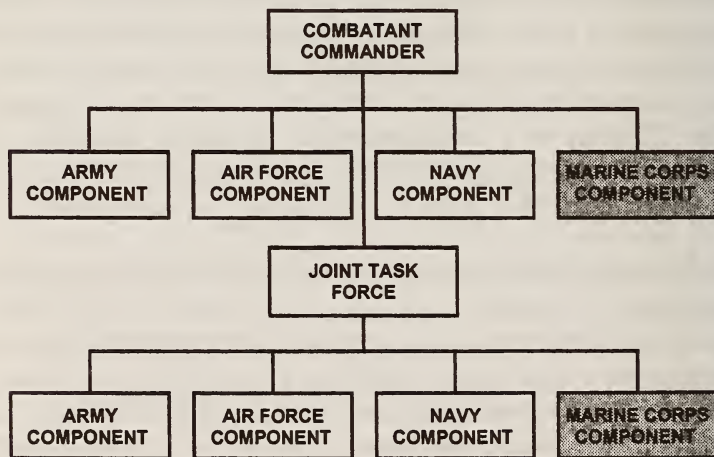 COMBATANT
COMMANDER
ARMY
COMPONENT
AIR FORCE
COMPONENT
NAVY
COMPONENT
MARINE CORPS
COMPONENT
JOINT TASK
FORCE
ARMY
COMPONENT
AIR FORCE
COMPONENT
NAVY
COMPONENT
MARINE CORPS
COMPONENT